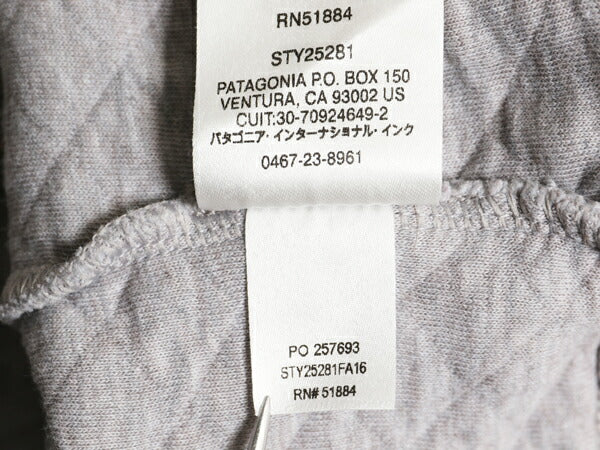 RN51884
STY25281
PATAGONIA P.O. BOX 150
VENTURA, CA 93002 US
CUIT:30-70924649-2
パタゴニア・インターナショナル・インク
0467-23-8961
PO 257693
STY25281FA16
RN# 51884